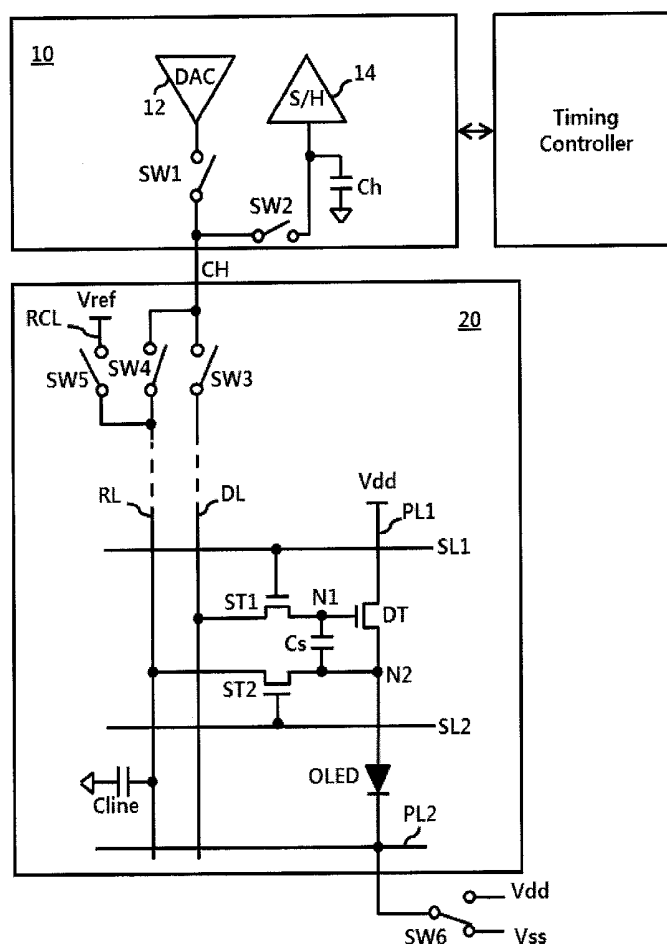 10
DAC
12
S/H
14
SW1
SW2
Ch
Timing
Controller
CH
20
Vref
RCL
SW5
SW4
SW3
Vdd
RL
DL
PL1
SL1
ST1
N1
DT
Cs
ST2
N2
SL2
OLED
Cline
PL2
Vdd
SW6
Vss